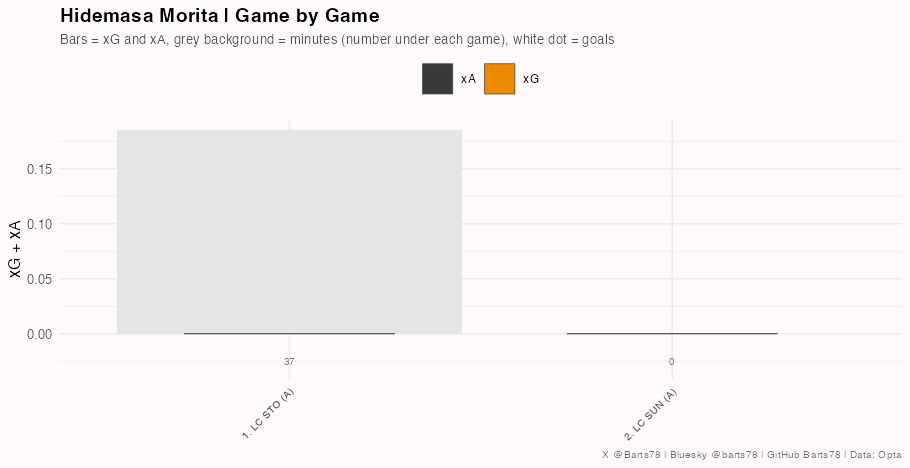 Hidemasa Morita | Game by Game
Bars = xG and xA, grey background = minutes (number under each game), white dot = goals
xA xG
xG + xA
0.15
0.10
0.05
0.00
37 0
1. LC STO (A) 2. LC SUN (A)
X @Barts78 | Bluesky @barts78 | GitHub Barts78 | Data: Opta